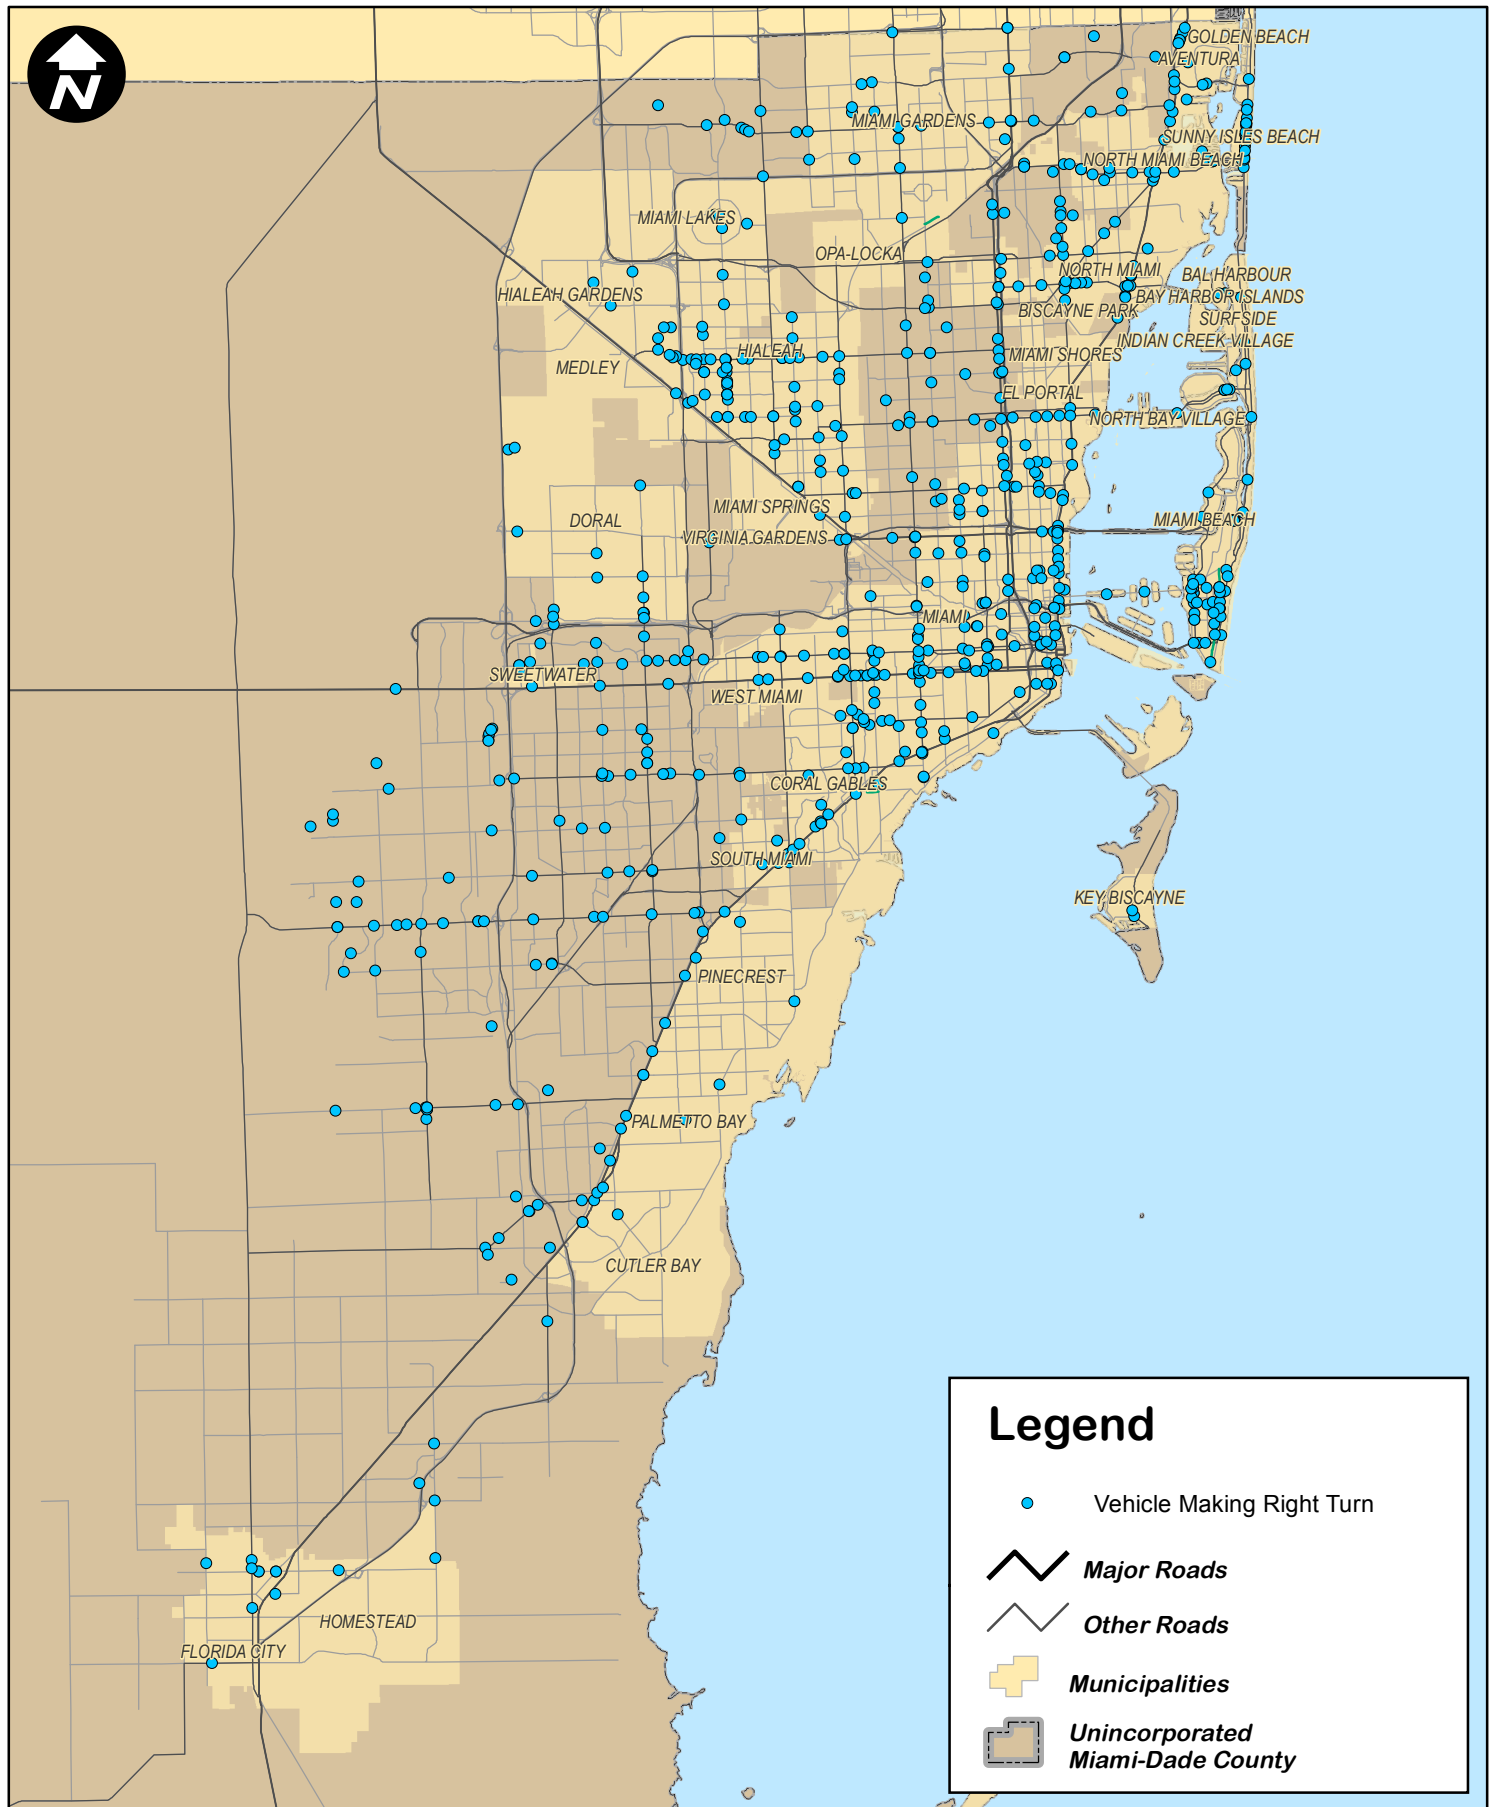 N
GOLDEN BEACH
AVENTURA
MIAMI GARDENS
SUNNY ISLES BEACH
NORTH MIAMI BEACH
MIAMI LAKES
OPA-LOCKA
NORTH MIAMI
BAL HARBOUR
HIALEAH GARDENS
BAY HARBOR ISLANDS
BISCAYNE PARK
SURFSIDE
INDIAN CREEK VILLAGE
HIALEAH
MIAMI SHORES
MEDLEY
EL PORTAL
NORTH BAY VILLAGE
MIAMI SPRINGS
DORAL
MIAMI BEACH
VIRGINIA GARDENS
MIAMI
SWEETWATER
WEST MIAMI
CORAL GABLES
SOUTH MIAMI
KEY BISCAYNE
PINECREST
PALMETTO BAY
CUTLER BAY
HOMESTEAD
FLORIDA CITY
Legend
Vehicle Making Right Turn
Major Roads
Other Roads
Municipalities
Unincorporated
Miami-Dade County